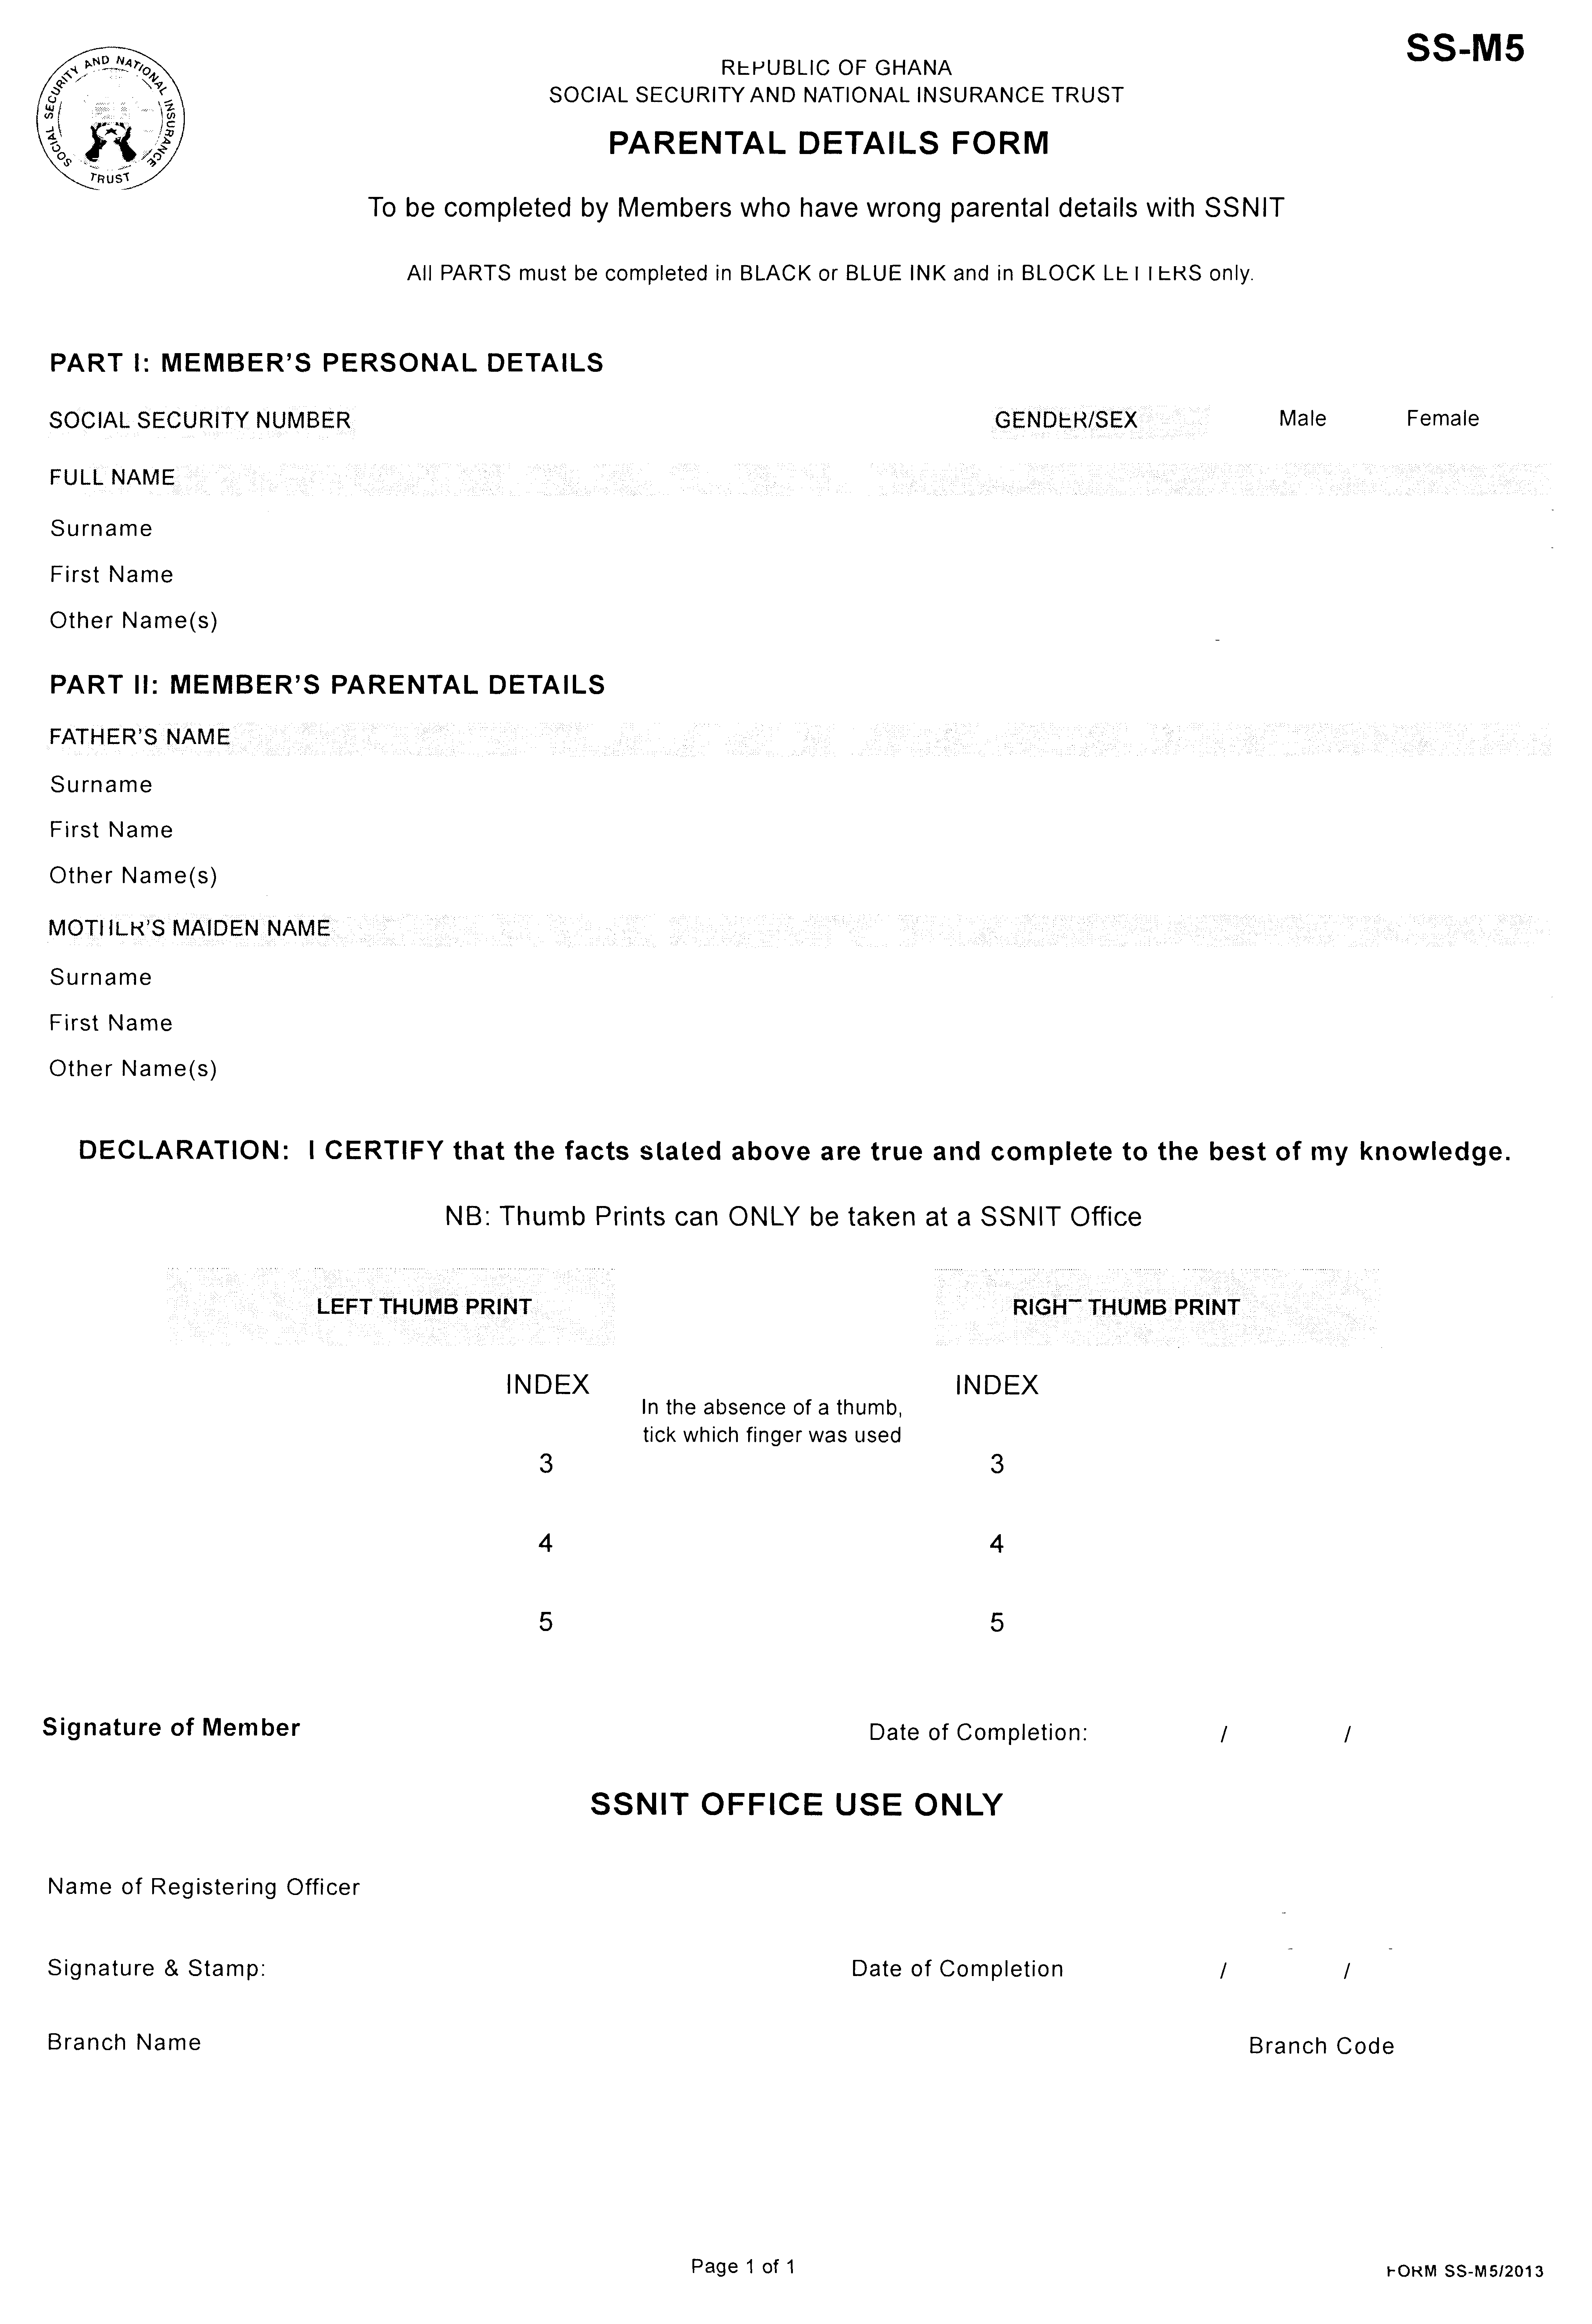 SS-M5
SOCIAL SECURITY AND NATIONAL INSURANCE TRUST
REPUBLIC OF GHANA
SOCIAL SECURITY AND NATIONAL INSURANCE TRUST
PARENTAL DETAILS FORM
To be completed by Members who have wrong parental details with SSNIT
All PARTS must be completed in BLACK or BLUE INK and in BLOCK LETTERS only.
PART I: MEMBER'S PERSONAL DETAILS
SOCIAL SECURITY NUMBER GENDER/SEX Male Female
FULL NAME
Surname
First Name
Other Name(s)
PART II: MEMBER'S PARENTAL DETAILS
FATHER'S NAME
Surname
First Name
Other Name(s)
MOTHER'S MAIDEN NAME
Surname
First Name
Other Name(s)
DECLARATION: I CERTIFY that the facts stated above are true and complete to the best of my knowledge.
NB: Thumb Prints can ONLY be taken at a SSNIT Office
LEFT THUMB PRINT RIGHT THUMB PRINT
INDEX INDEX
In the absence of a thumb,
tick which finger was used
3 3
4 4
5 5
Signature of Member Date of Completion: / /
SSNIT OFFICE USE ONLY
Name of Registering Officer
Signature & Stamp: Date of Completion / /
Branch Name Branch Code
Page 1 of 1 FORM SS-M5/2013